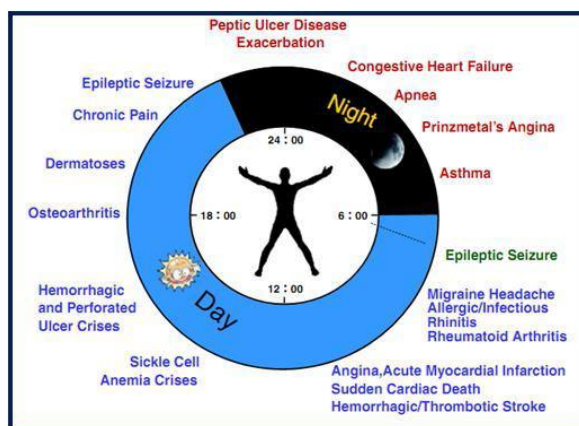 Peptic Ulcer Disease
Exacerbation
Congestive Heart Failure
Apnea
Prinzmetal's Angina
Asthma
Epileptic Seizure
Chronic Pain
Dermatoses
Osteoarthritis
Hemorrhagic
and Perforated
Ulcer Crises
Sickle Cell
Anemia Crises
Night
24:00
18:00
6:00
12:00
Day
Epileptic Seizure
Migraine Headache
Allergic/Infectious
Rhinitis
Rheumatoid Arthritis
Angina,Acute Myocardial Infarction
Sudden Cardiac Death
Hemorrhagic/Thrombotic Stroke